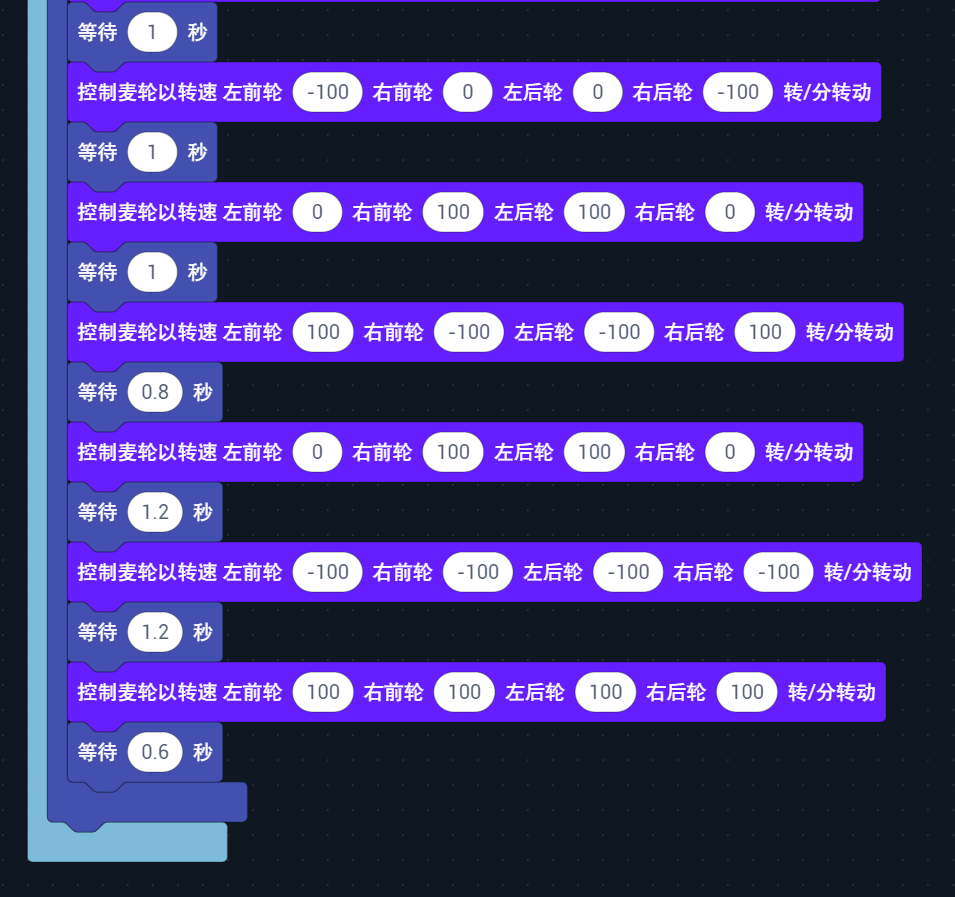 等待 1 秒
控制麦轮以转速 左前轮 -100 右前轮 0 左后轮 0 右后轮 -100 转/分转动
等待 1 秒
控制麦轮以转速 左前轮 0 右前轮 100 左后轮 100 右后轮 0 转/分转动
等待 1 秒
控制麦轮以转速 左前轮 100 右前轮 -100 左后轮 -100 右后轮 100 转/分转动
等待 0.8 秒
控制麦轮以转速 左前轮 0 右前轮 100 左后轮 100 右后轮 0 转/分转动
等待 1.2 秒
控制麦轮以转速 左前轮 -100 右前轮 -100 左后轮 -100 右后轮 -100 转/分转动
等待 1.2 秒
控制麦轮以转速 左前轮 100 右前轮 100 左后轮 100 右后轮 100 转/分转动
等待 0.6 秒